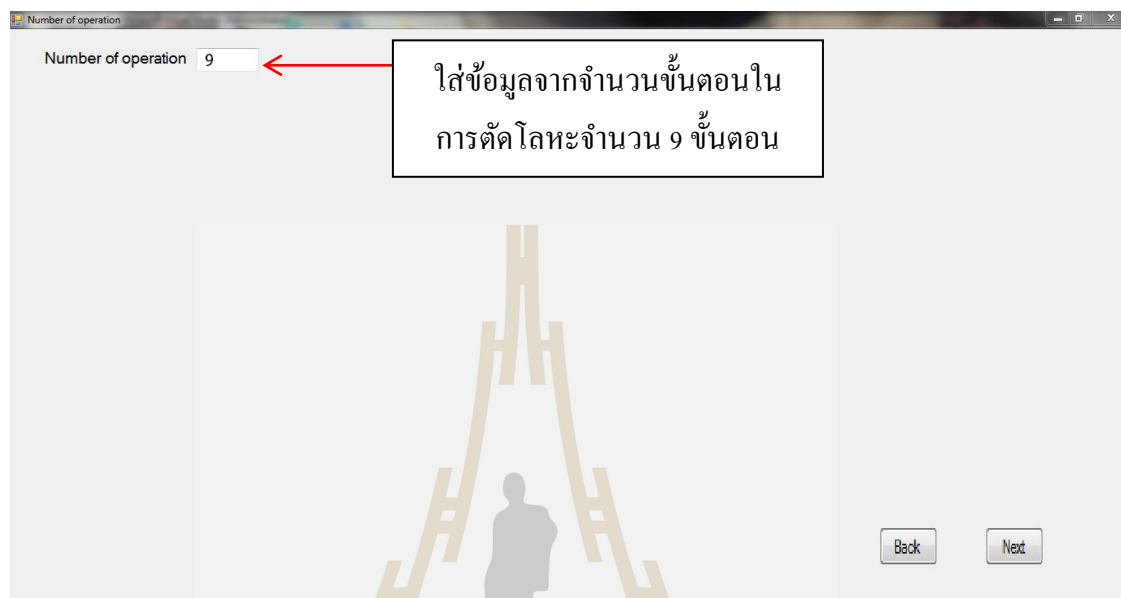 Number of operation
Number of operation 9
ใส่ข้อมูลจากจำนวนขั้นตอนใน
การตัดโลหะจำนวน 9 ขั้นตอน
Back Next